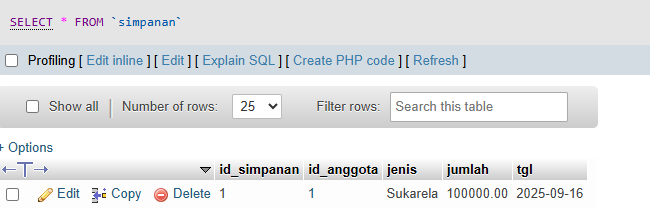 SELECT * FROM `simpanan`
Profiling [ Edit inline ] [ Edit ] [ Explain SQL ] [ Create PHP code ] [ Refresh ]
Show all Number of rows: 25 Filter rows: Search this table
+ Options
←T→ id_simpanan id_anggota jenis jumlah tgl
Edit Copy Delete 1 1 Sukarela 100000.00 2025-09-16